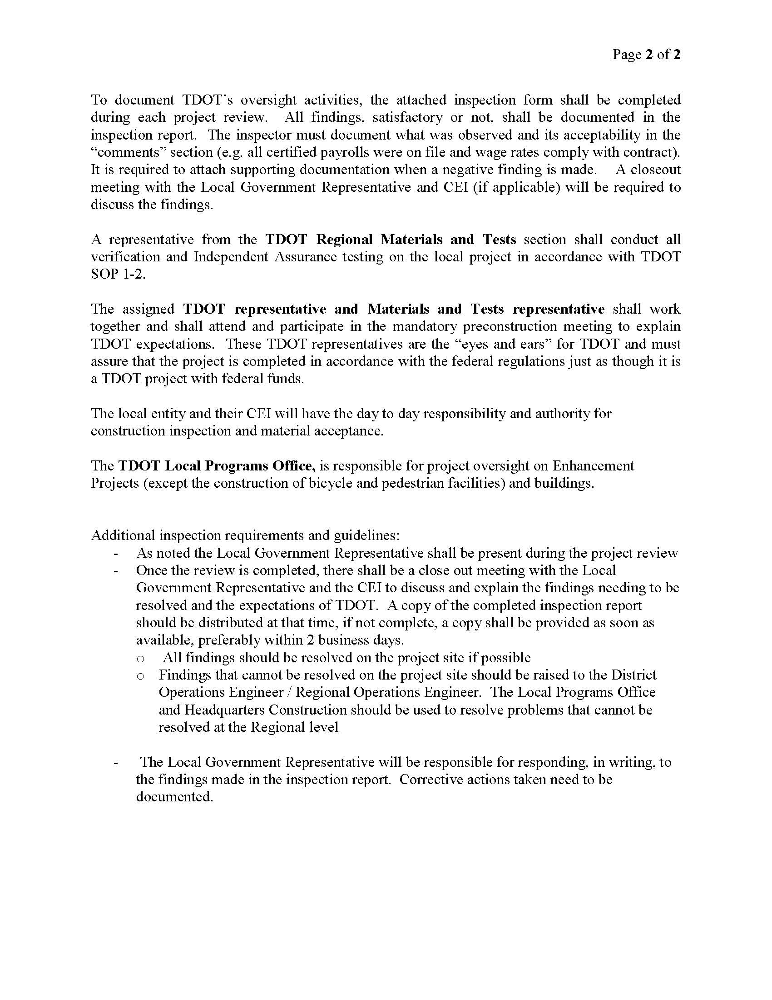 Page 2 of 2
To document TDOT’s oversight activities, the attached inspection form shall be completed
during each project review. All findings, satisfactory or not, shall be documented in the
inspection report. The inspector must document what was observed and its acceptability in the
“comments” section (e.g. all certified payrolls were on file and wage rates comply with contract).
It is required to attach supporting documentation when a negative finding is made. A closeout
meeting with the Local Government Representative and CEI (if applicable) will be required to
discuss the findings.
A representative from the TDOT Regional Materials and Tests section shall conduct all
verification and Independent Assurance testing on the local project in accordance with TDOT
SOP 1-2.
The assigned TDOT representative and Materials and Tests representative shall work
together and shall attend and participate in the mandatory preconstruction meeting to explain
TDOT expectations. These TDOT representatives are the “eyes and ears” for TDOT and must
assure that the project is completed in accordance with the federal regulations just as though it is
a TDOT project with federal funds.
The local entity and their CEI will have the day to day responsibility and authority for
construction inspection and material acceptance.
The TDOT Local Programs Office, is responsible for project oversight on Enhancement
Projects (except the construction of bicycle and pedestrian facilities) and buildings.
Additional inspection requirements and guidelines:
- As noted the Local Government Representative shall be present during the project review
- Once the review is completed, there shall be a close out meeting with the Local
Government Representative and the CEI to discuss and explain the findings needing to be
resolved and the expectations of TDOT. A copy of the completed inspection report
should be distributed at that time, if not complete, a copy shall be provided as soon as
available, preferably within 2 business days.
o All findings should be resolved on the project site if possible
o Findings that cannot be resolved on the project site should be raised to the District
Operations Engineer / Regional Operations Engineer. The Local Programs Office
and Headquarters Construction should be used to resolve problems that cannot be
resolved at the Regional level
- The Local Government Representative will be responsible for responding, in writing, to
the findings made in the inspection report. Corrective actions taken need to be
documented.